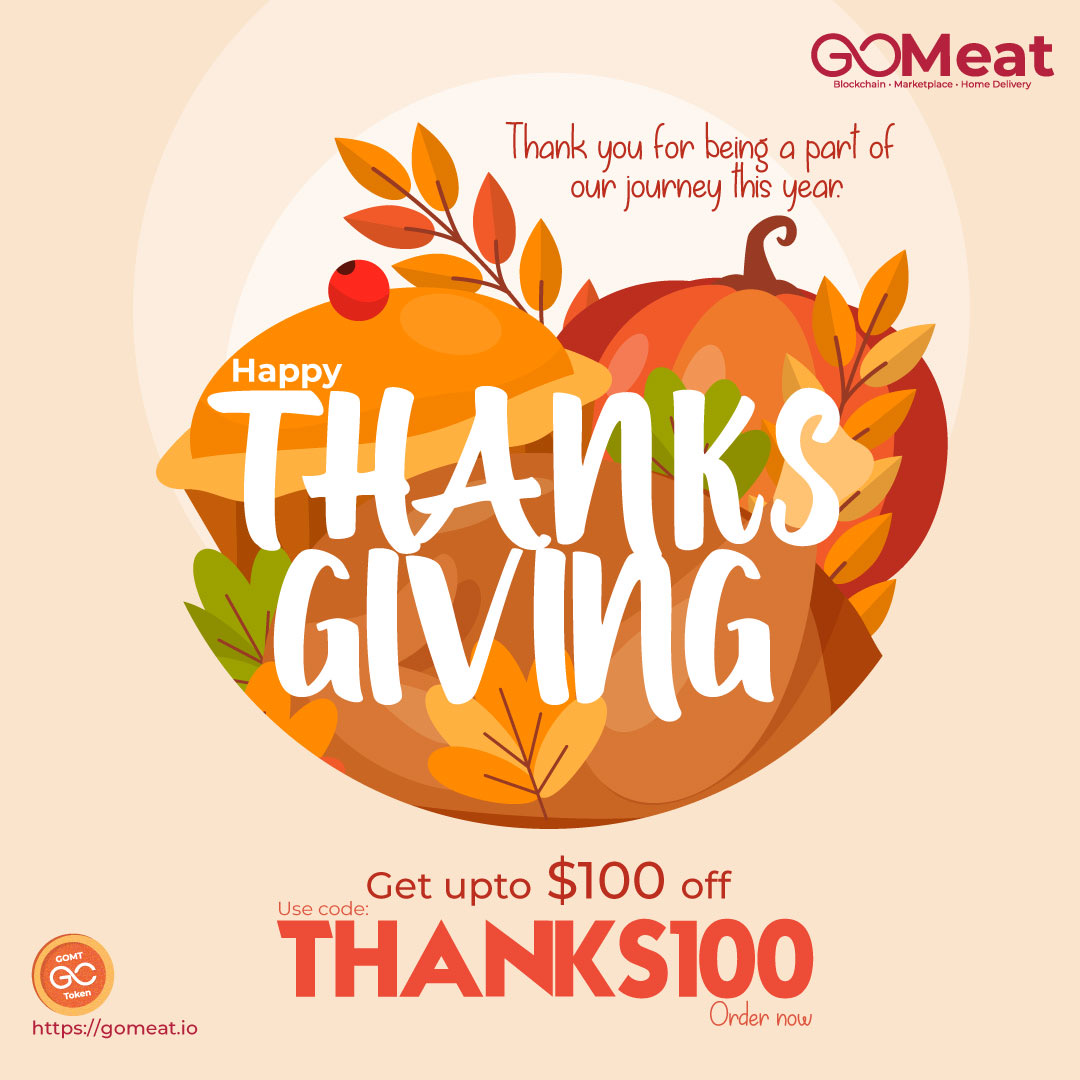 GOMeat
Blockchain • Marketplace • Home Delivery
Thank you for being a part of
our journey this year.
Happy
THANKS
GIVING
Get upto $100 off
Use code:
THANKS100
Order now
GOMT
GC
Token
https://gomeat.io